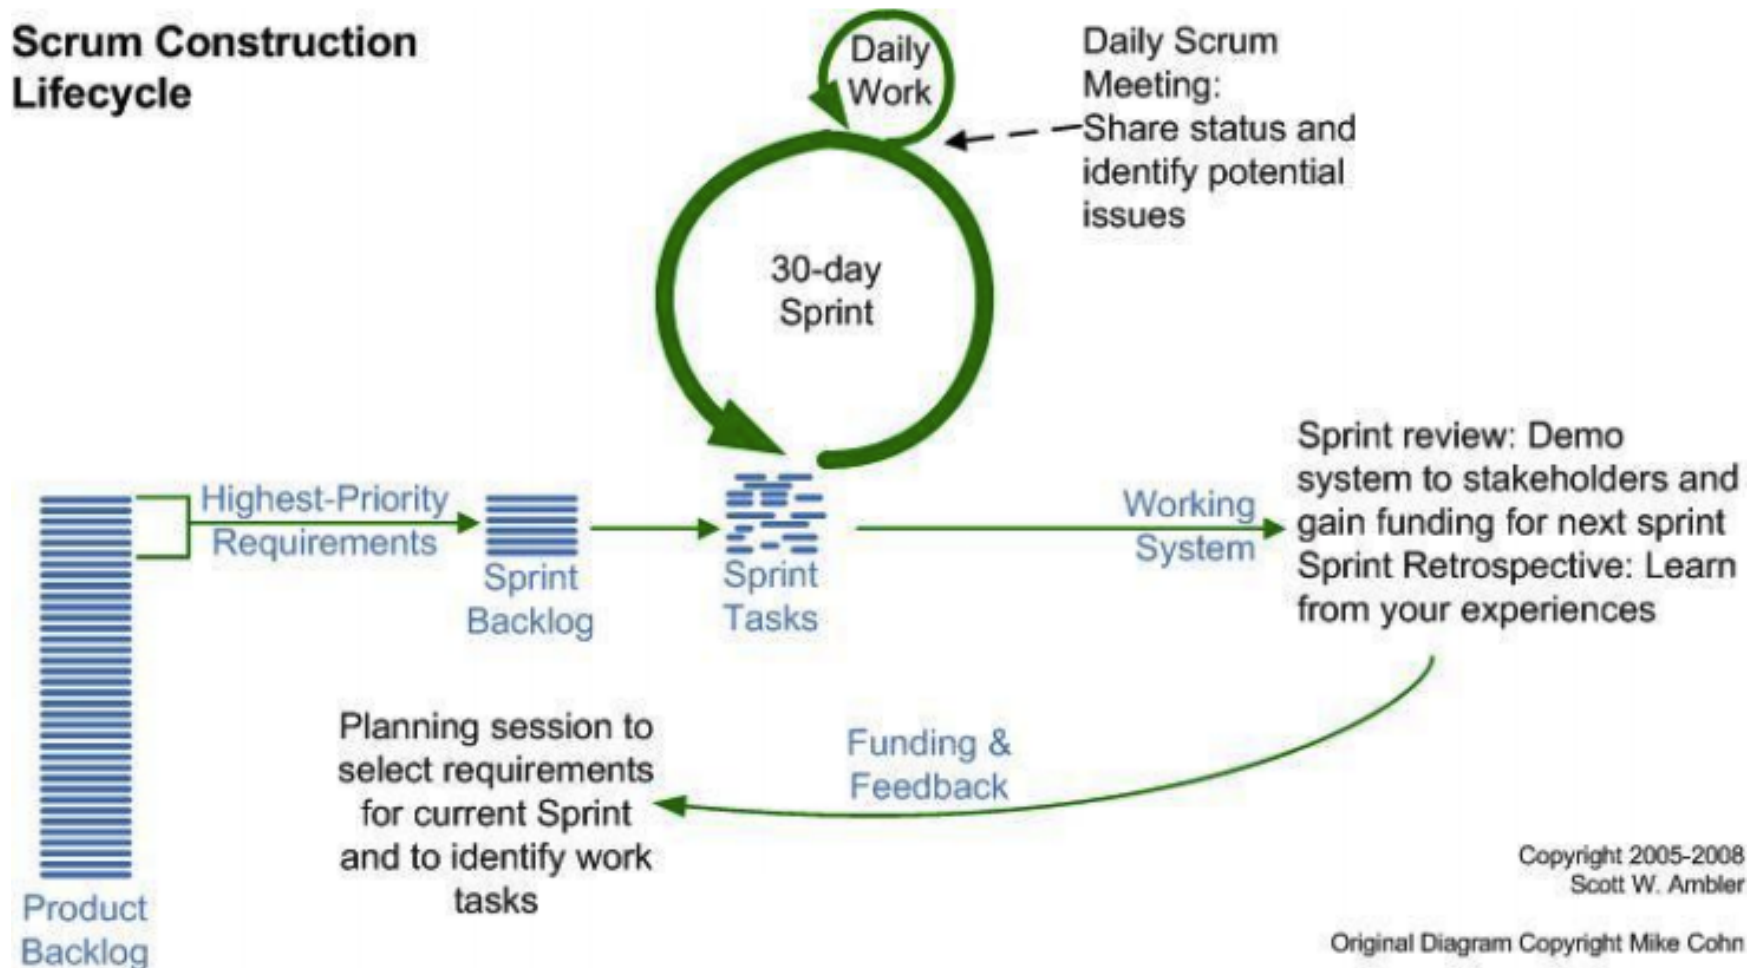 Scrum Construction
Lifecycle
Daily
Work
Daily Scrum
Meeting:
Share status and
identify potential
issues
30-day
Sprint
Highest-Priority
Requirements
Sprint
Backlog
Sprint
Tasks
Working
System
Sprint review: Demo
system to stakeholders and
gain funding for next sprint
Sprint Retrospective: Learn
from your experiences
Planning session to
select requirements
for current Sprint
and to identify work
tasks
Funding &
Feedback
Product
Backlog
Copyright 2005-2008
Scott W. Ambler
Original Diagram Copyright Mike Cohn